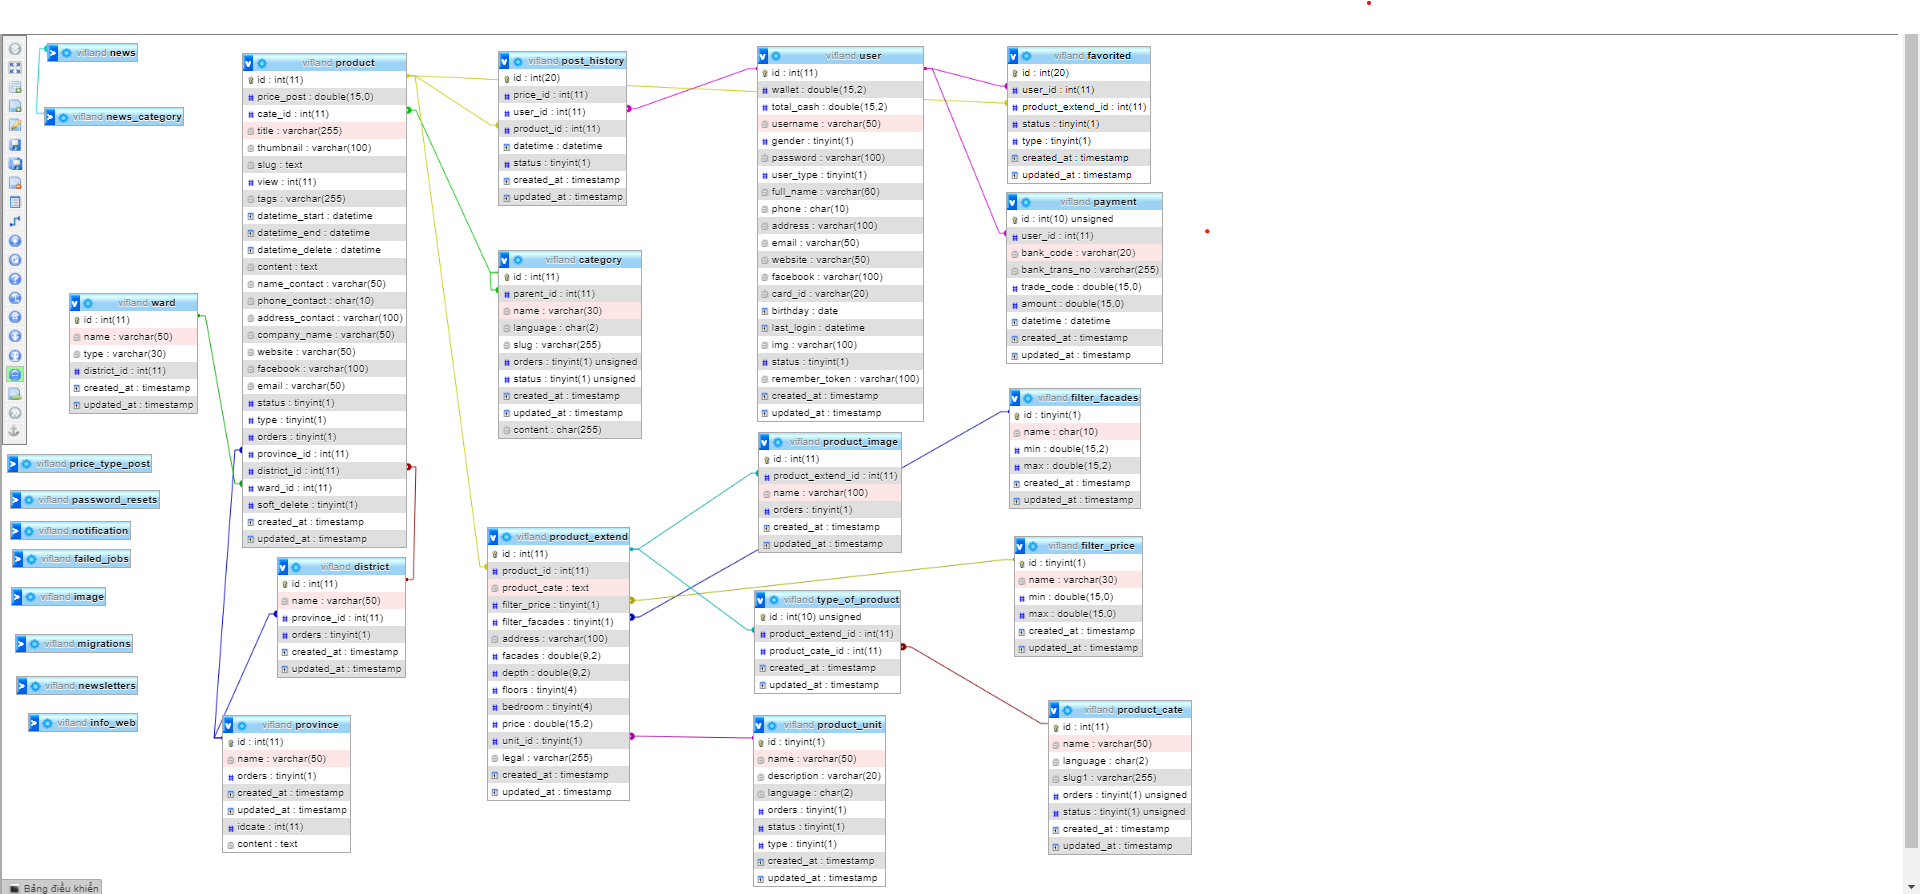 vifland news
vifland news_category
vifland ward
id : int(11)
name : varchar(50)
type : varchar(30)
district_id : int(11)
created_at : timestamp
updated_at : timestamp
vifland price_type_post
vifland password_resets
vifland notification
vifland failed_jobs
vifland image
vifland migrations
vifland newsletters
vifland info_web
vifland product
id : int(11)
price_post : double(15,0)
cate_id : int(11)
title : varchar(255)
thumbnail : varchar(100)
slug : text
view : int(11)
tags : varchar(255)
datetime_start : datetime
datetime_end : datetime
datetime_delete : datetime
content : text
name_contact : varchar(50)
phone_contact : char(10)
address_contact : varchar(100)
company_name : varchar(50)
website : varchar(50)
facebook : varchar(100)
email : varchar(50)
status : tinyint(1)
type : tinyint(1)
orders : tinyint(1)
province_id : int(11)
district_id : int(11)
ward_id : int(11)
soft_delete : tinyint(1)
created_at : timestamp
updated_at : timestamp
vifland district
id : int(11)
name : varchar(50)
province_id : int(11)
orders : tinyint(1)
created_at : timestamp
updated_at : timestamp
vifland province
id : int(11)
name : varchar(50)
orders : tinyint(1)
created_at : timestamp
updated_at : timestamp
idcate : int(11)
content : text
vifland post_history
id : int(20)
price_id : int(11)
user_id : int(11)
product_id : int(11)
datetime : datetime
status : tinyint(1)
created_at : timestamp
updated_at : timestamp
vifland category
id : int(11)
parent_id : int(11)
name : varchar(30)
language : char(2)
slug : varchar(255)
orders : tinyint(1) unsigned
status : tinyint(1) unsigned
created_at : timestamp
updated_at : timestamp
content : char(255)
vifland product_extend
id : int(11)
product_id : int(11)
product_cate : text
filter_price : tinyint(1)
filter_facades : tinyint(1)
address : varchar(100)
facades : double(9,2)
depth : double(9,2)
floors : tinyint(4)
bedroom : tinyint(4)
price : double(15,2)
unit_id : tinyint(1)
legal : varchar(255)
created_at : timestamp
updated_at : timestamp
vifland user
id : int(11)
wallet : double(15,2)
total_cash : double(15,2)
username : varchar(50)
gender : tinyint(1)
password : varchar(100)
user_type : tinyint(1)
full_name : varchar(60)
phone : char(10)
address : varchar(100)
email : varchar(50)
website : varchar(50)
facebook : varchar(100)
card_id : varchar(20)
birthday : date
last_login : datetime
img : varchar(100)
status : tinyint(1)
remember_token : varchar(100)
created_at : timestamp
updated_at : timestamp
vifland product_image
id : int(11)
product_extend_id : int(11)
name : varchar(100)
orders : tinyint(1)
created_at : timestamp
updated_at : timestamp
vifland type_of_product
id : int(10) unsigned
product_extend_id : int(11)
product_cate_id : int(11)
created_at : timestamp
updated_at : timestamp
vifland product_unit
id : tinyint(1)
name : varchar(50)
description : varchar(20)
language : char(2)
orders : tinyint(1)
status : tinyint(1)
type : tinyint(1)
created_at : timestamp
updated_at : timestamp
vifland favorited
id : int(20)
user_id : int(11)
product_extend_id : int(11)
status : tinyint(1)
type : tinyint(1)
created_at : timestamp
updated_at : timestamp
vifland payment
id : int(10) unsigned
user_id : int(11)
bank_code : varchar(20)
bank_trans_no : varchar(255)
trade_code : double(15,0)
amount : double(15,0)
datetime : datetime
created_at : timestamp
updated_at : timestamp
vifland filter_facades
id : tinyint(1)
name : char(10)
min : double(15,2)
max : double(15,2)
created_at : timestamp
updated_at : timestamp
vifland filter_price
id : tinyint(1)
name : varchar(30)
min : double(15,0)
max : double(15,0)
created_at : timestamp
updated_at : timestamp
vifland product_cate
id : int(11)
name : varchar(50)
language : char(2)
slug1 : varchar(255)
orders : tinyint(1) unsigned
status : tinyint(1) unsigned
created_at : timestamp
updated_at : timestamp
Bảng điều khiển